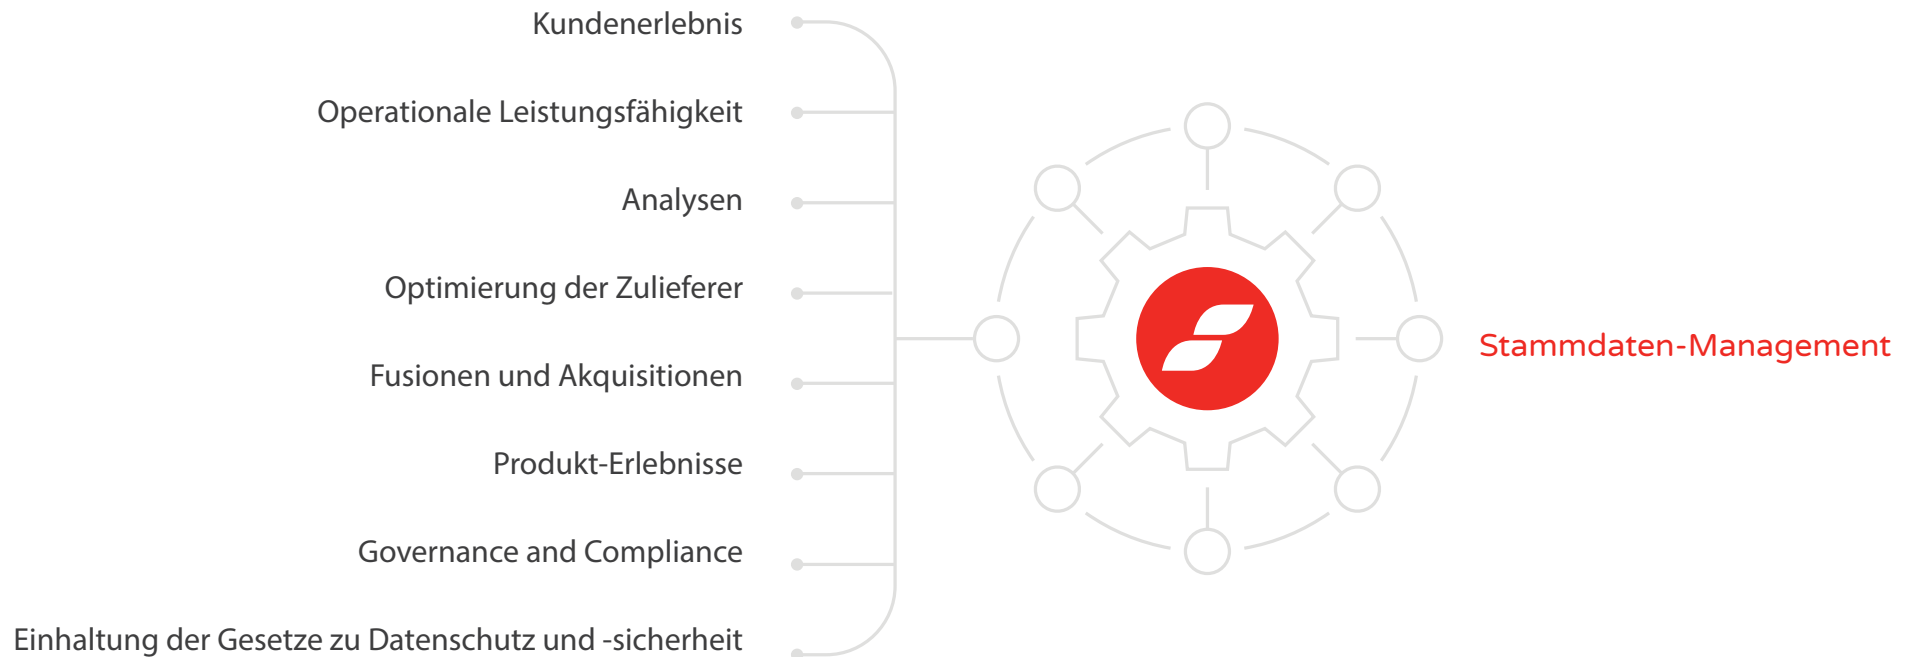 Kundenerlebnis
Operationale Leistungsfähigkeit
Analysen
Optimierung der Zulieferer
Fusionen und Akquisitionen
Produkt-Erlebnisse
Governance and Compliance
Einhaltung der Gesetze zu Datenschutz und -sicherheit
Stammdaten-Management